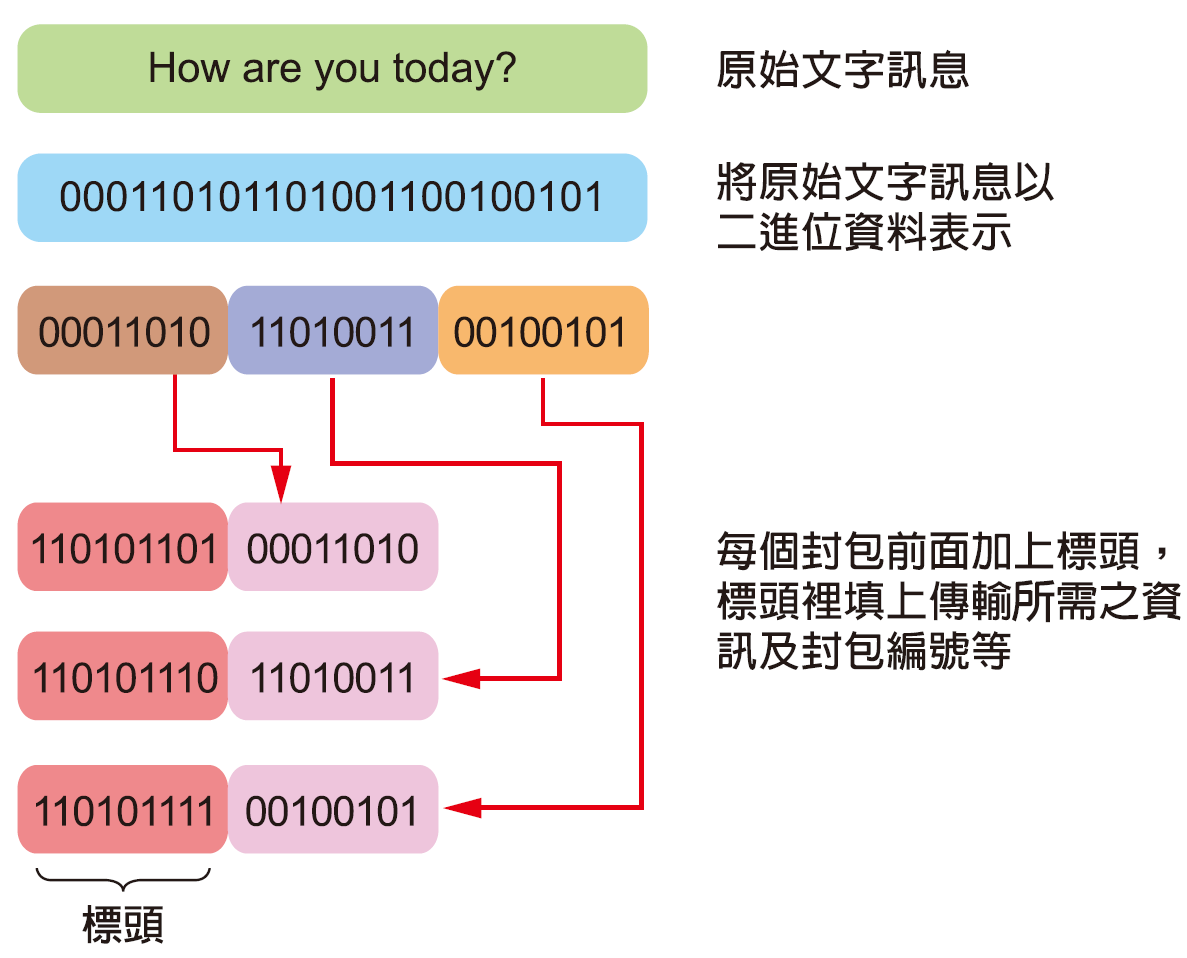 How are you today?
原始文字訊息
000110101101001100100101
將原始文字訊息以
二進位資料表示
00011010 11010011 00100101
110101101 00011010
每個封包前面加上標頭，
標頭裡填上傳輸所需之資
訊及封包編號等
110101110 11010011
110101111 00100101
標頭